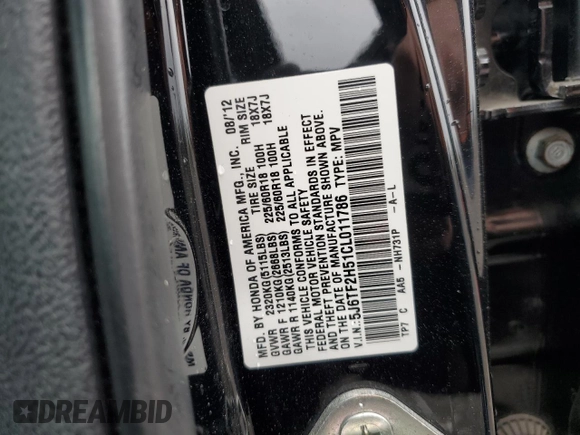 MFD. BY HONDA OF AMERICA MFG., INC. 08/'12
TIRE SIZE RIM SIZE
GVWR 2320KG(5115LBS)
GAWR F 1210KG(2668LBS) 225/60R18 100H 18X7J
GAWR R 1140KG(2513LBS) 225/60R18 100H 18X7J
THIS VEHICLE CONFORMS TO ALL APPLICABLE
FEDERAL MOTOR VEHICLE SAFETY
AND THEFT PREVENTION STANDARDS IN EFFECT
ON THE DATE OF MANUFACTURE SHOWN ABOVE.
V.I.N.:5J6TF2H51CL011786 TYPE: MPV
TP7 C AA5 -NH731P -A-L
DREAMBID